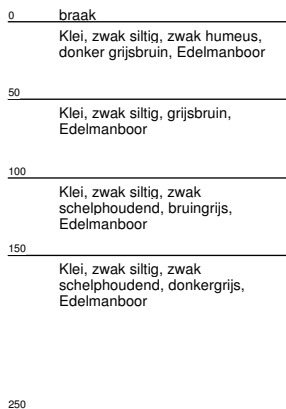 0 braak
Klei, zwak siltig, zwak humeus,
donker grijsbruin, Edelmanboor
50
Klei, zwak siltig, grijsbruin,
Edelmanboor
100
Klei, zwak siltig, zwak
schelphoudend, bruingrijs,
Edelmanboor
150
Klei, zwak siltig, zwak
schelphoudend, donkergrijs,
Edelmanboor
250